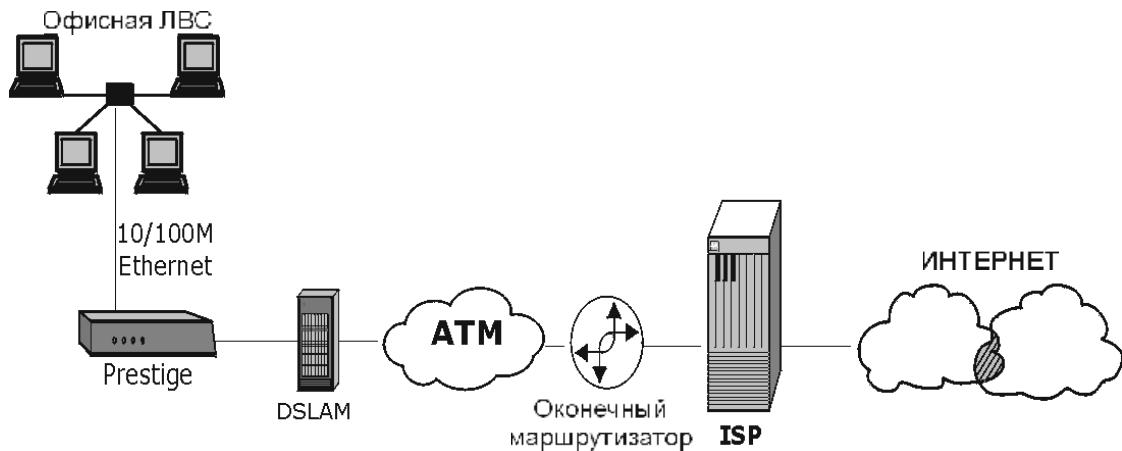 Офисная ЛВС
10/100M
Ethernet
Prestige
DSLAM
ATM
Оконечный
маршрутизатор
ISP
ИНТЕРНЕТ